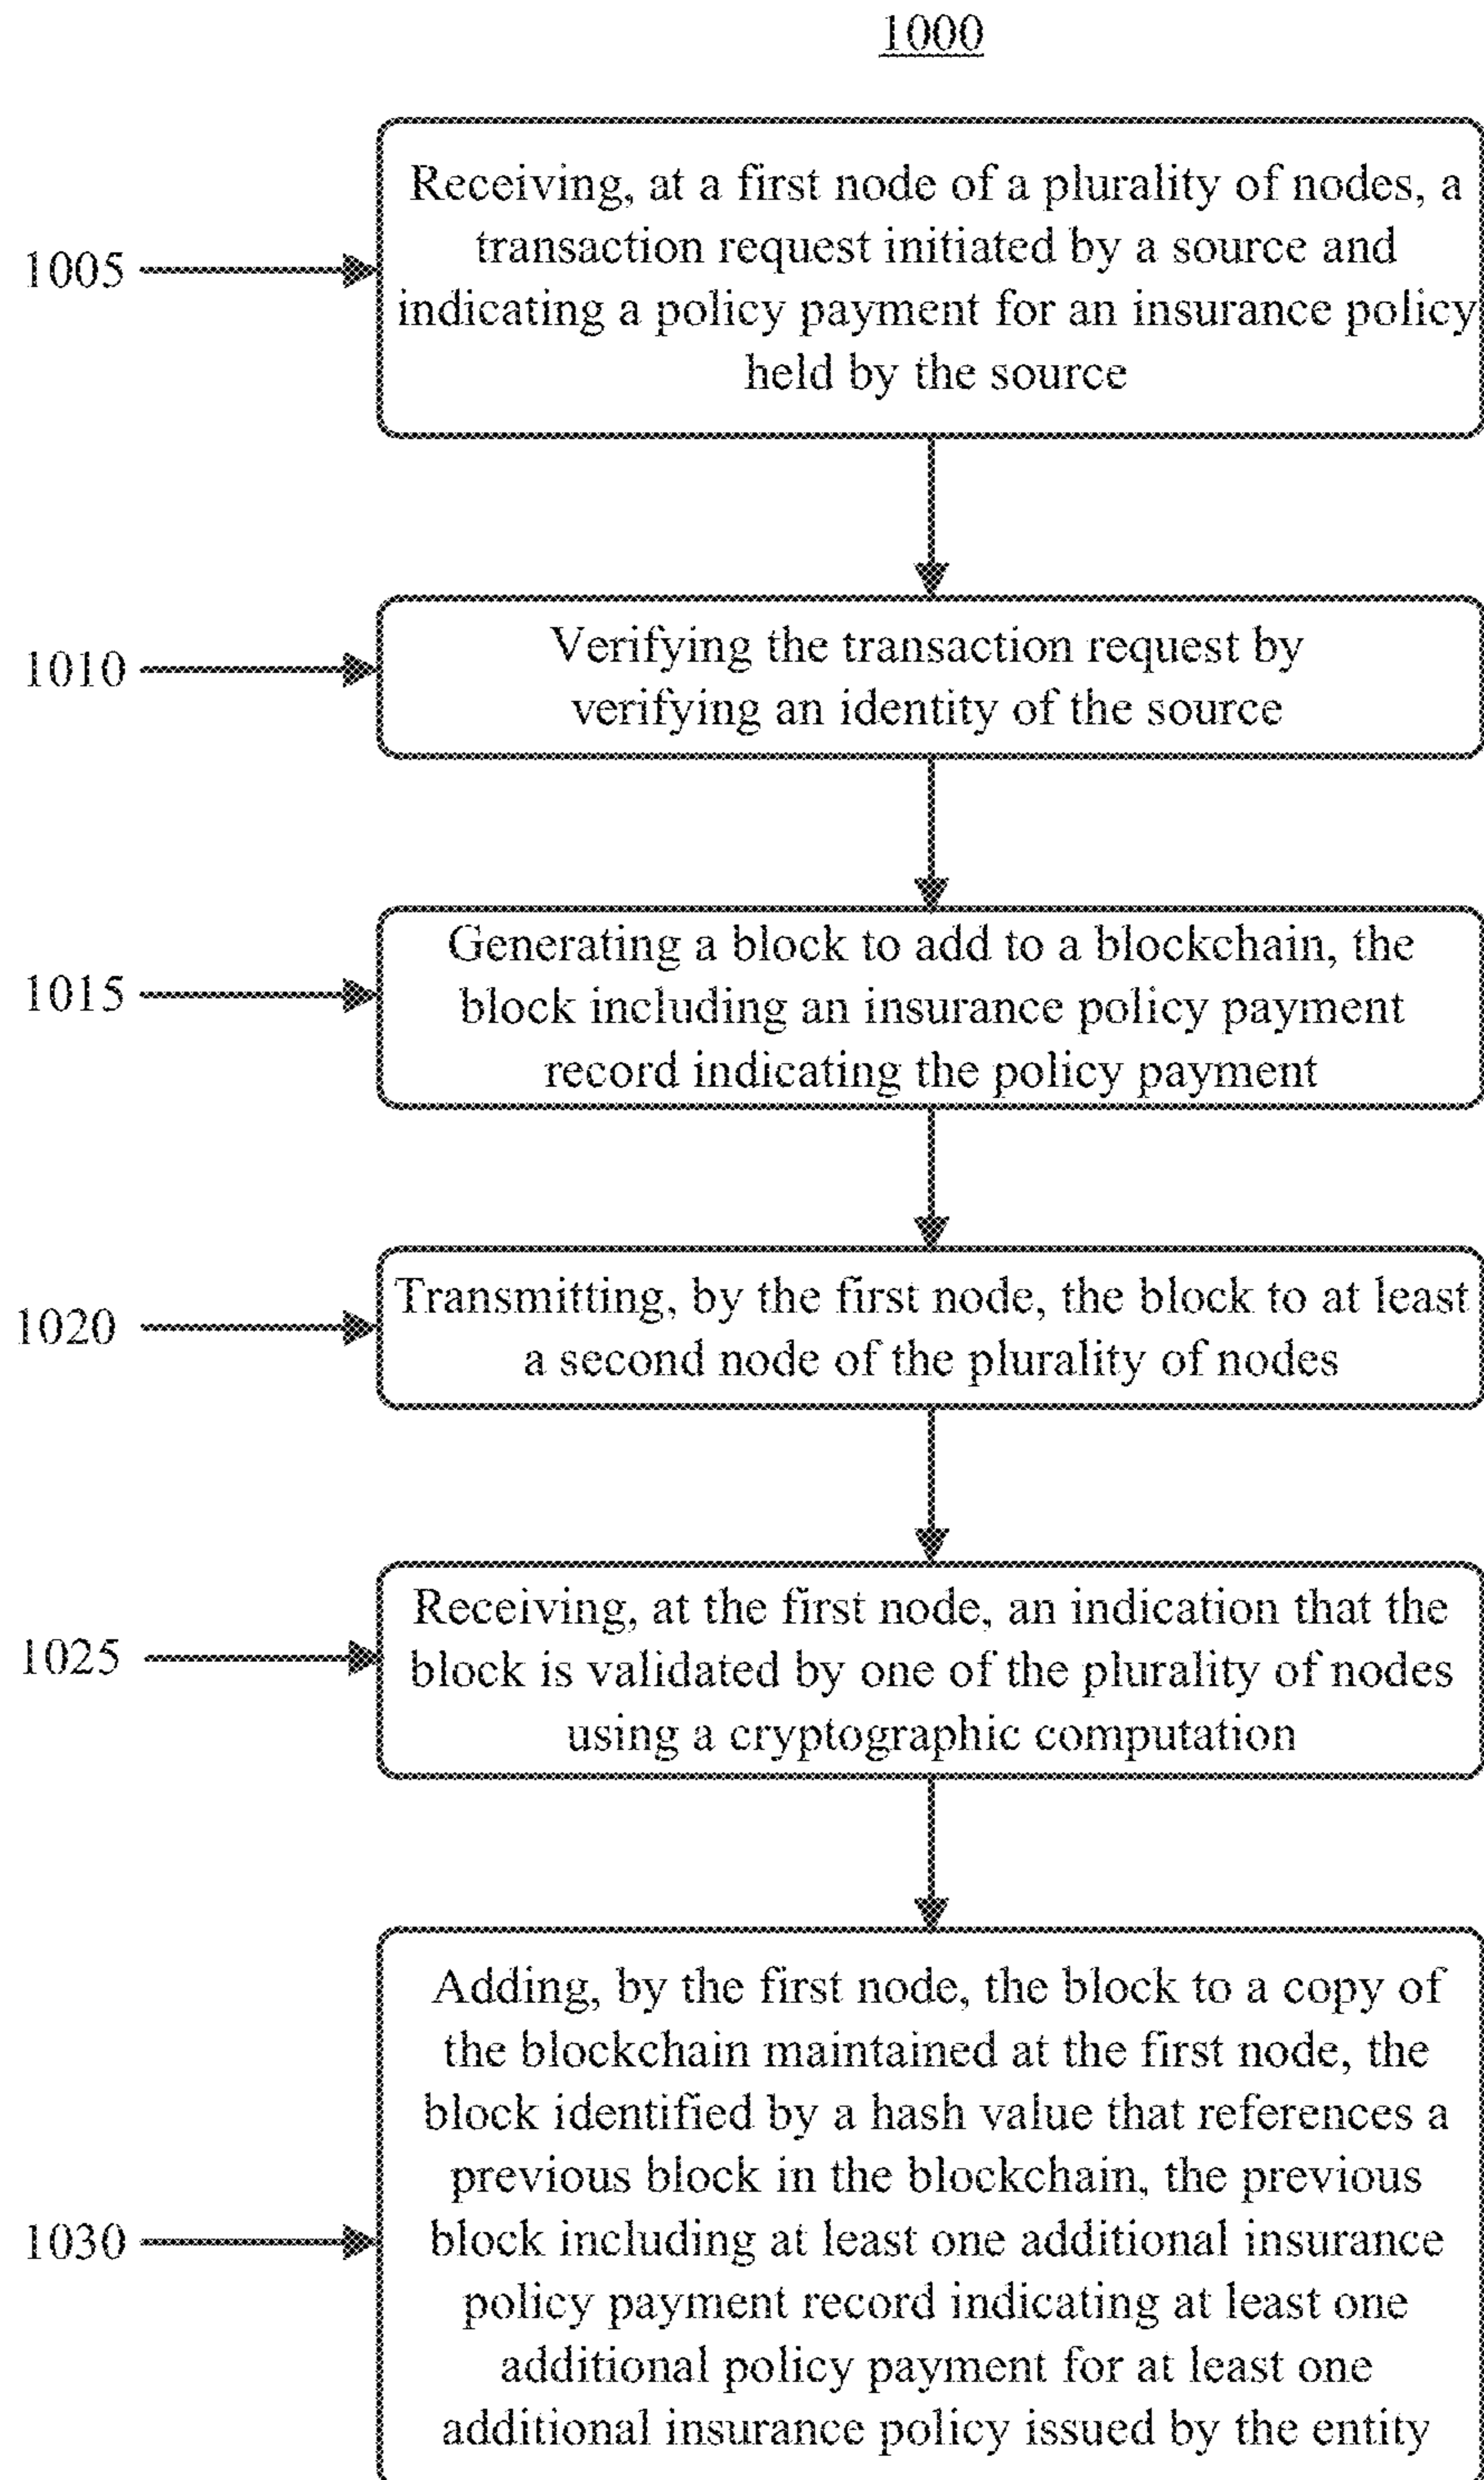 1000
Receiving, at a first node of a plurality of nodes, a
transaction request initiated by a source and
indicating a policy payment for an insurance policy
held by the source
1005
Verifying the transaction request by
verifying an identity of the source
1010
Generating a block to add to a blockchain, the
block including an insurance policy payment
record indicating the policy payment
1015
Transmitting, by the first node, the block to at least
a second node of the plurality of nodes
1020
Receiving, at the first node, an indication that the
block is validated by one of the plurality of nodes
using a cryptographic computation
1025
Adding, by the first node, the block to a copy of
the blockchain maintained at the first node, the
block identified by a hash value that references a
previous block in the blockchain, the previous
block including at least one additional insurance
policy payment record indicating at least one
additional policy payment for at least one
additional insurance policy issued by the entity
1030